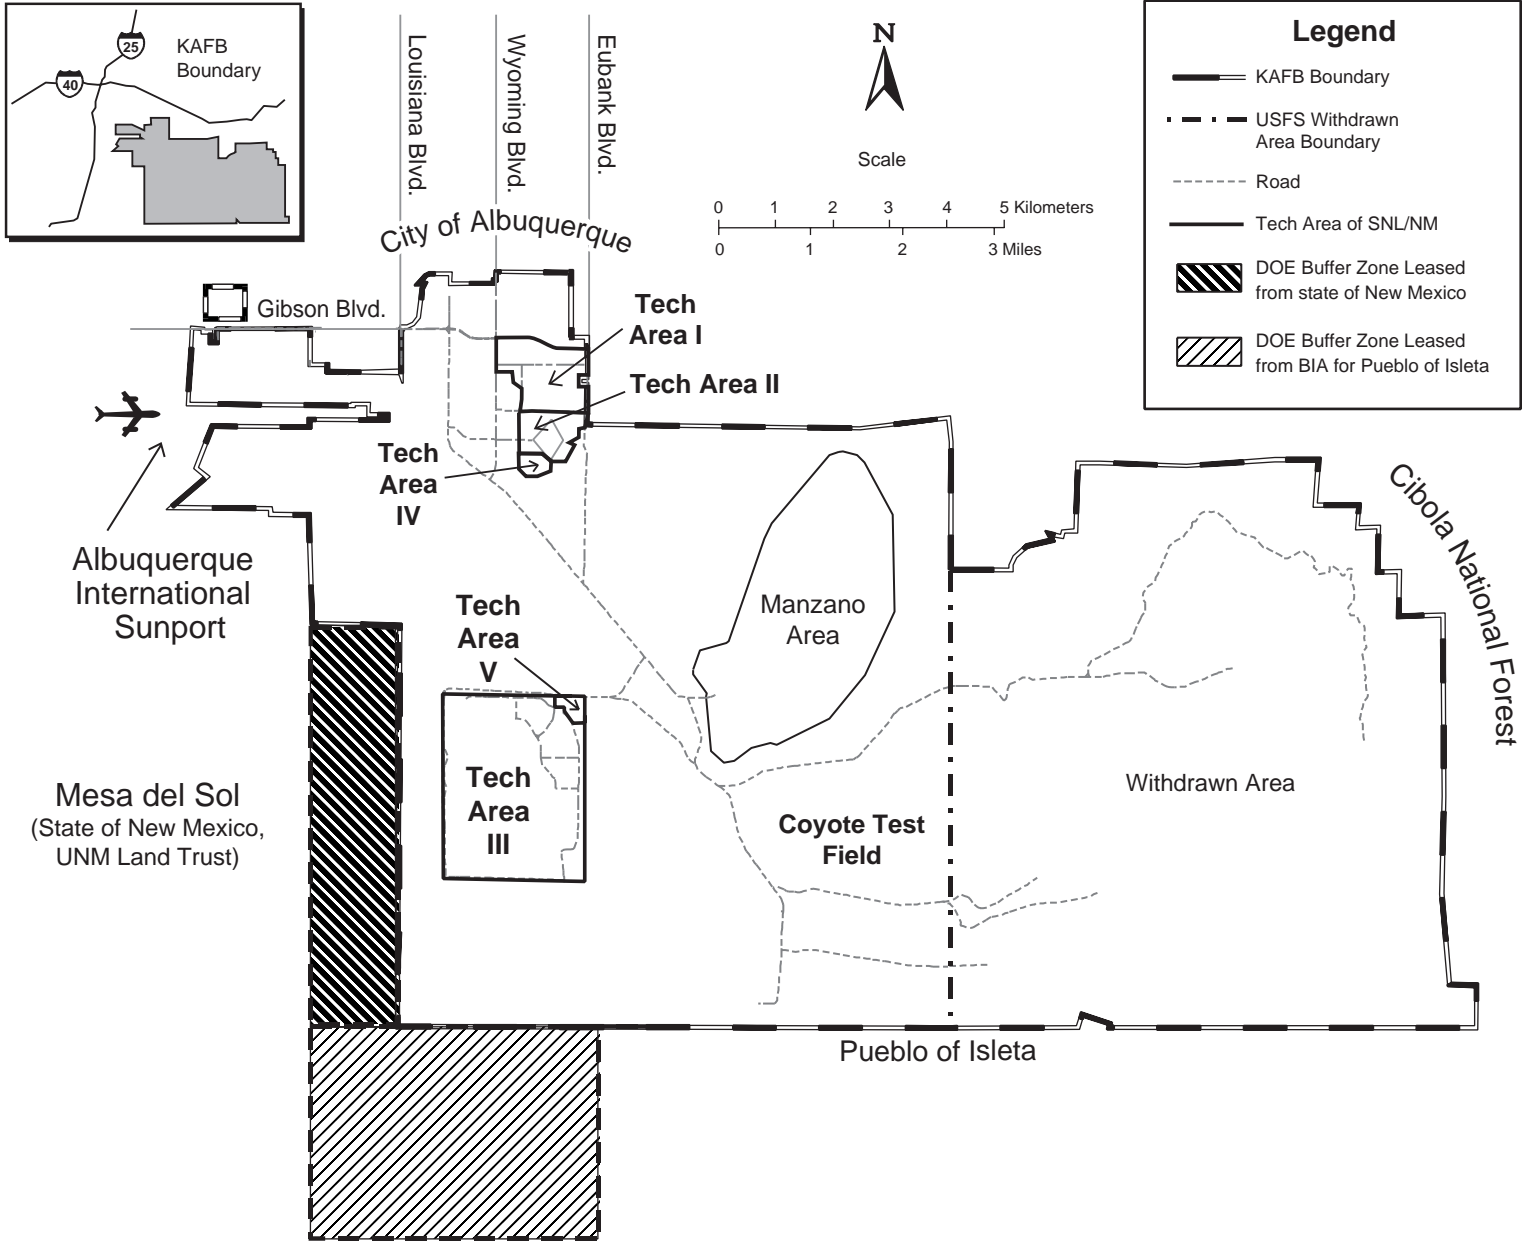 25
40
KAFB
Boundary
Louisiana Blvd.
Wyoming Blvd.
Eubank Blvd.
City of Albuquerque
N
Scale
0 1 2 3 4 5 Kilometers
0 1 2 3 Miles
Legend
KAFB Boundary
USFS Withdrawn
Area Boundary
Road
Tech Area of SNL/NM
DOE Buffer Zone Leased
from state of New Mexico
DOE Buffer Zone Leased
from BIA for Pueblo of Isleta
Gibson Blvd.
Tech
Area I
Tech Area II
Tech
Area
IV
Albuquerque
International
Sunport
Tech
Area
V
Manzano
Area
Cibola National Forest
Tech
Area
III
Mesa del Sol
(State of New Mexico,
UNM Land Trust)
Coyote Test
Field
Withdrawn Area
Pueblo of Isleta